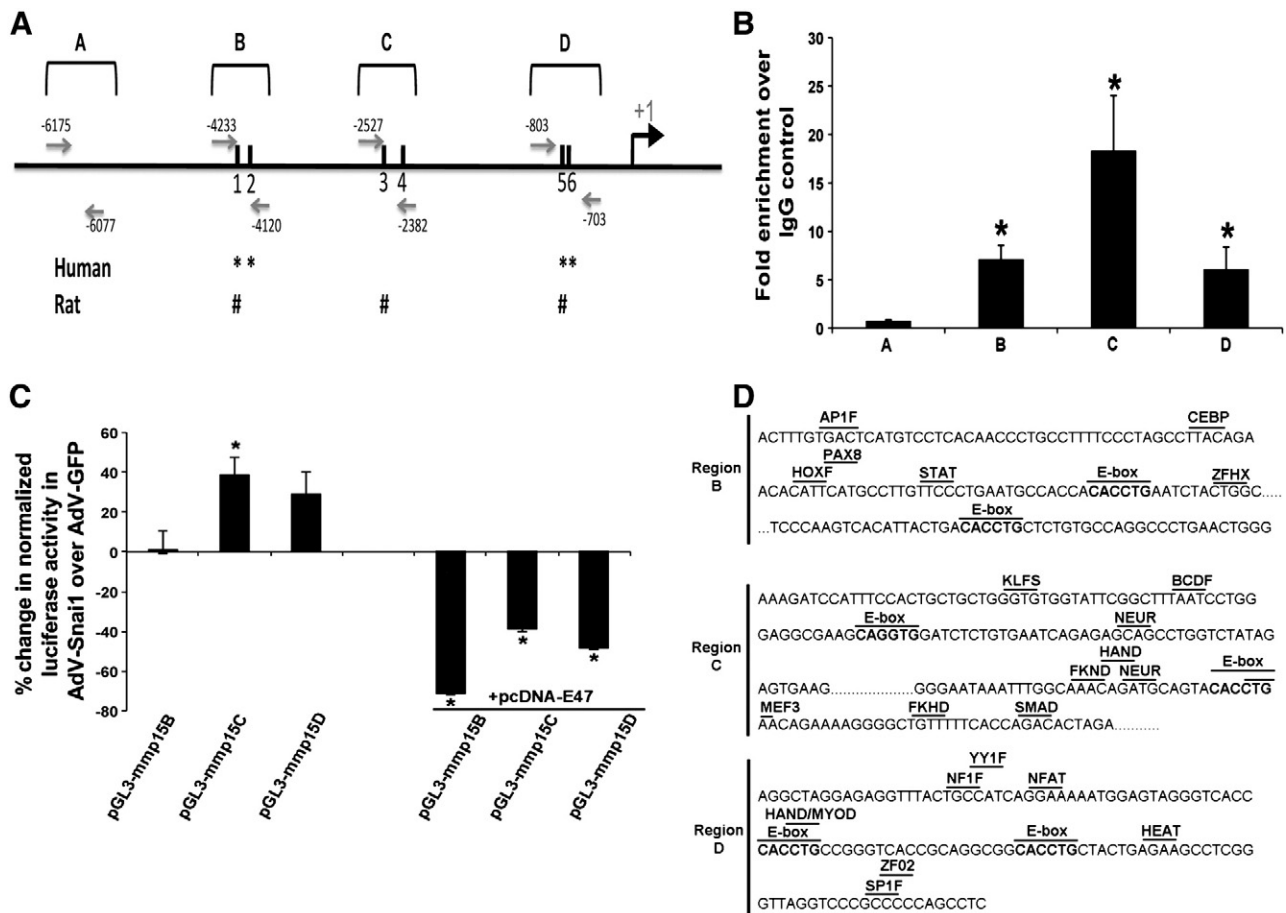 A
A B C D
-6175 -4233 -2527 -803 +1
1 2 3 4 56
-6077 -4120 -2382 -703
Human ** **
Rat # # #
B
Fold enrichment over
IgG control
30
25
20
15
10
5
0
* * *
A B C D
C
% change in normalized
luciferase activity in
AdV-Snai1 over AdV-GFP
60
40
20
0
-20
-40
-60
-80
*
* * *
+pcDNA-E47
pGL3-mmp15B
pGL3-mmp15C
pGL3-mmp15D
pGL3-mmp15B
pGL3-mmp15C
pGL3-mmp15D
D
Region
B
AP1F CEBP
ACTTTGTGACTCATGTCCTCACAACCCTGCCTTTTCCCTAGCCTTACAGA
PAX8
HOXF STAT E-box ZFHX
ACACATTCATGCCTTGTTCCCTGAATGCCACCACACCTGAATCTACTGGC.....
E-box
...TCCCAAGTCACATTACTGACACCTGCTCTGTGCCAGGCCCTGAACTGGG
Region
C
KLFS BCDF
AAAGATCCATTTCCACTGCTGCTGGGTGTGGTATTCGGCTTTAATCCTGG
E-box NEUR
GAGGCGAAGCAGGTGGATCTCTGTGAATCAGAGAGCAGCCTGGTCTATAG
HAND
FKND NEUR E-box
AGTGAAG....................GGGAATAAATTTGGCAAACAGATGCAGTACACCTG
MEF3 FKHD SMAD
AACAGAAAAGGGGCTGTTTTTCACCAGACACTAGA...........
Region
D
YY1F
NF1F NFAT
AGGCTAGGAGAGGTTTACTGCCATCAGGAAAAATGGAGTAGGGTCACC
HAND/MYOD
E-box E-box HEAT
CACCTGCCGGGTCACCGCAGGCGGCACCTGCTACTGAGAAGCCTCGG
ZF02
SP1F
GTTAGGTCCCGCCCCCAGCCTC